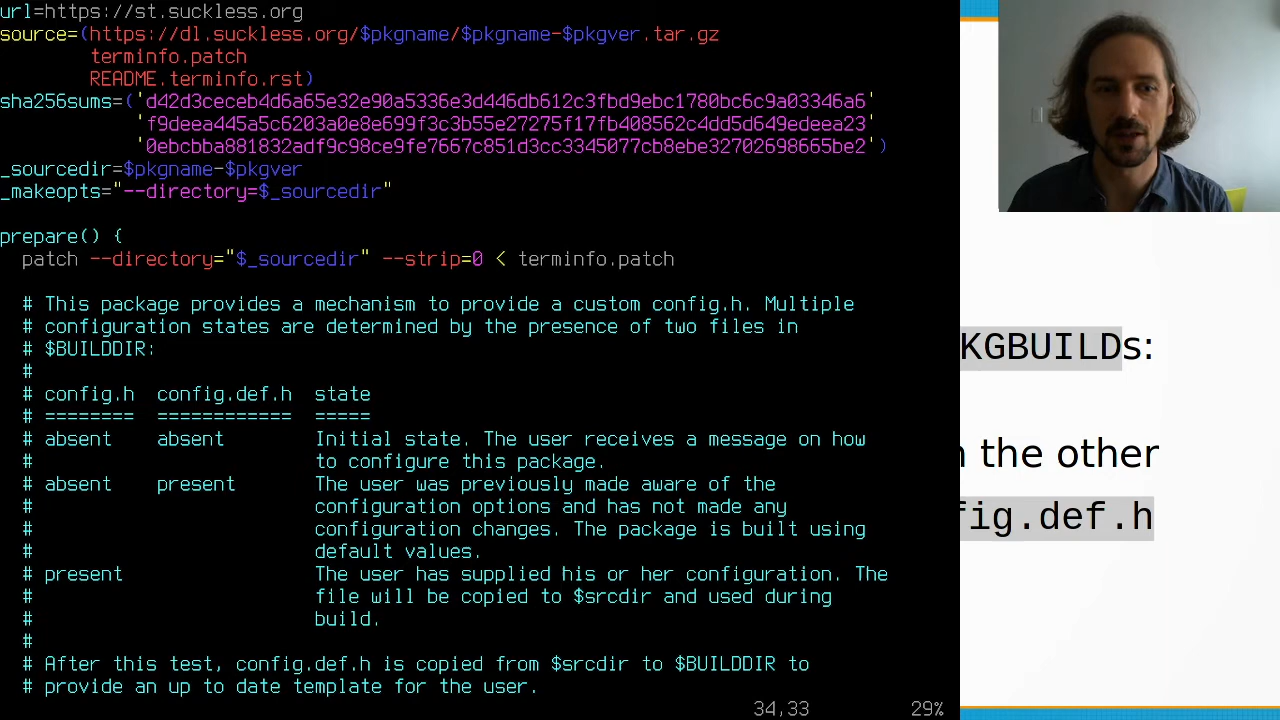 url=https://st.suckless.org
source=(https://dl.suckless.org/$pkgname/$pkgname-$pkgver.tar.gz
terminfo.patch
README.terminfo.rst)
sha256sums=('d42d3ceceb4d6a65e32e90a5336e3d446db612c3fbd9ebc1780bc6c9a03346a6'
'f9deea445a5c6203a0e8e699f3c3b55e27275f17fb408562c4dd5d649edeea23'
'0ebcbba881832adf9c98ce9fe7667c851d3cc3345077cb8ebe32702698665be2')
_sourcedir=$pkgname-$pkgver
_makeopts="--directory=$_sourcedir"
prepare() {
patch --directory="$_sourcedir" --strip=0 < terminfo.patch
# This package provides a mechanism to provide a custom config.h. Multiple
# configuration states are determined by the presence of two files in
# $BUILDDIR:
#
# config.h config.def.h state
# ======== ============ =====
# absent absent Initial state. The user receives a message on how
# to configure this package.
# absent present The user was previously made aware of the
# configuration options and has not made any
# configuration changes. The package is built using
# default values.
# present The user has supplied his or her configuration. The
# file will be copied to $srcdir and used during
# build.
#
# After this test, config.def.h is copied from $srcdir to $BUILDDIR to
# provide an up to date template for the user.
34,33 29%
KGBUILDs:
n the other
fig.def.h